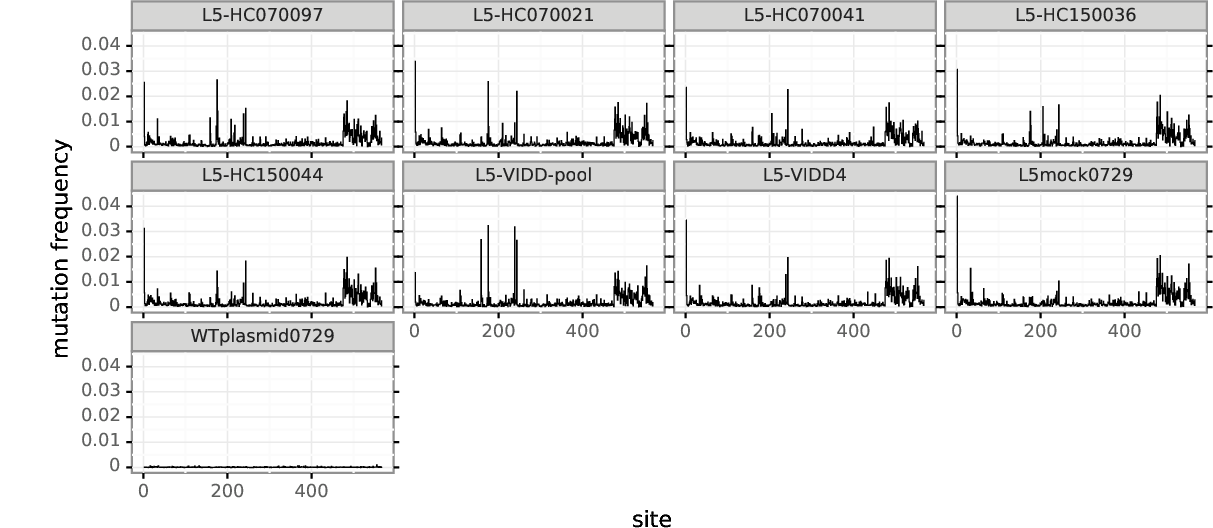 L5-HC070097 L5-HC070021 L5-HC070041 L5-HC150036
0.04
0.03
0.02
0.01
0
L5-HC150044 L5-VIDD-pool L5-VIDD4 L5mock0729
0.04
0.03
0.02
0.01
0
0 200 400 0 200 400 0 200 400
WTplasmid0729
0.04
0.03
0.02
0.01
0
0 200 400
mutation frequency
site